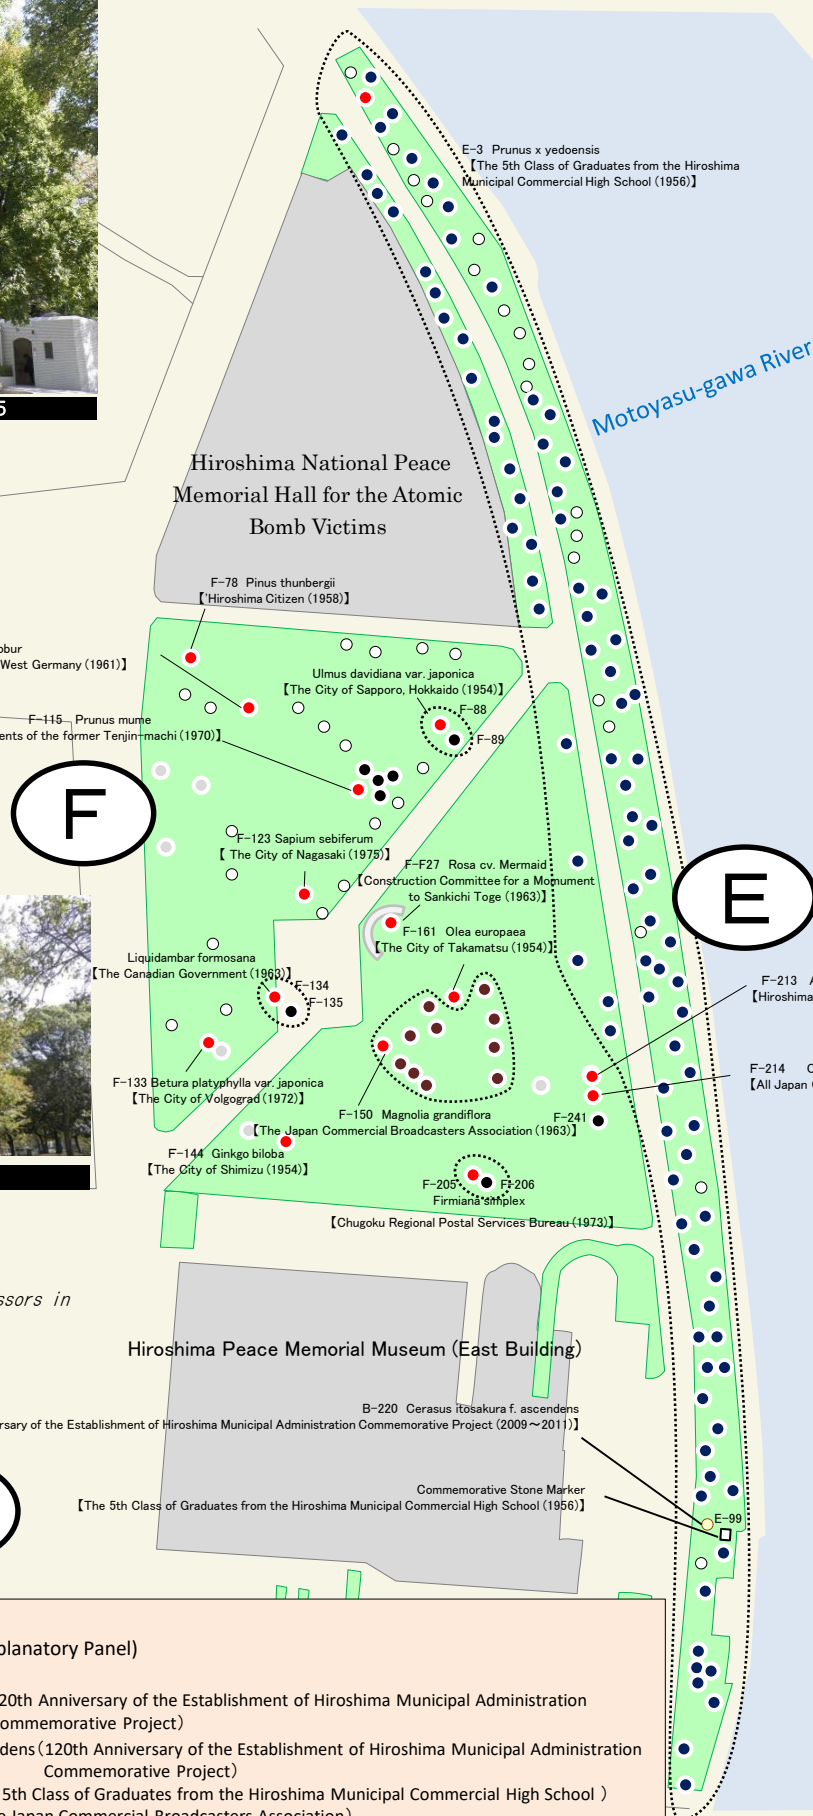 E-3 Prunus x yedoensis
【The 5th Class of Graduates from the Hiroshima
Municipal Commercial High School (1956)】
5
Motoyasu-gawa River
Hiroshima National Peace
Memorial Hall for the Atomic
Bomb Victims
F-78 Pinus thunbergii
【'Hiroshima Citizen (1958)】
obur
West Germany (1961)】
Ulmus davidiana var. japonica
【The City of Sapporo, Hokkaido (1954)】
F-88
F-89
F-115 Prunus mume
ents of the former Tenjin-machi (1970)】
F
F-123 Sapium sebiferum
【 The City of Nagasaki (1975)】
F-F27 Rosa cv. Mermaid
【Construction Committee for a Monument
to Sankichi Toge (1963)】
E
F-161 Olea europaea
【The City of Takamatsu (1954)】
Liquidambar formosana
【The Canadian Government (1963)】
F-134
F-135
F-213 A
【Hiroshima
F-214 C
【All Japan
F-133 Betura platyphylla var. japonica
【The City of Volgograd (1972)】
F-150 Magnolia grandiflora
【The Japan Commercial Broadcasters Association (1963)】
F-241
F-144 Ginkgo biloba
【The City of Shimizu (1954)】
F-205
F-206
Firmiana simplex
【Chugoku Regional Postal Services Bureau (1973)】
ssors in
Hiroshima Peace Memorial Museum (East Building)
B-220 Cerasus itosakura f. ascendens
rsary of the Establishment of Hiroshima Municipal Administration Commemorative Project (2009～2011)】
Commemorative Stone Marker
【The 5th Class of Graduates from the Hiroshima Municipal Commercial High School (1956)】
E-99
planatory Panel)
20th Anniversary of the Establishment of Hiroshima Municipal Administration
ommemorative Project）
dens（120th Anniversary of the Establishment of Hiroshima Municipal Administration
Commemorative Project）
5th Class of Graduates from the Hiroshima Municipal Commercial High School ）
e Japan Commercial Broadcasters Association）